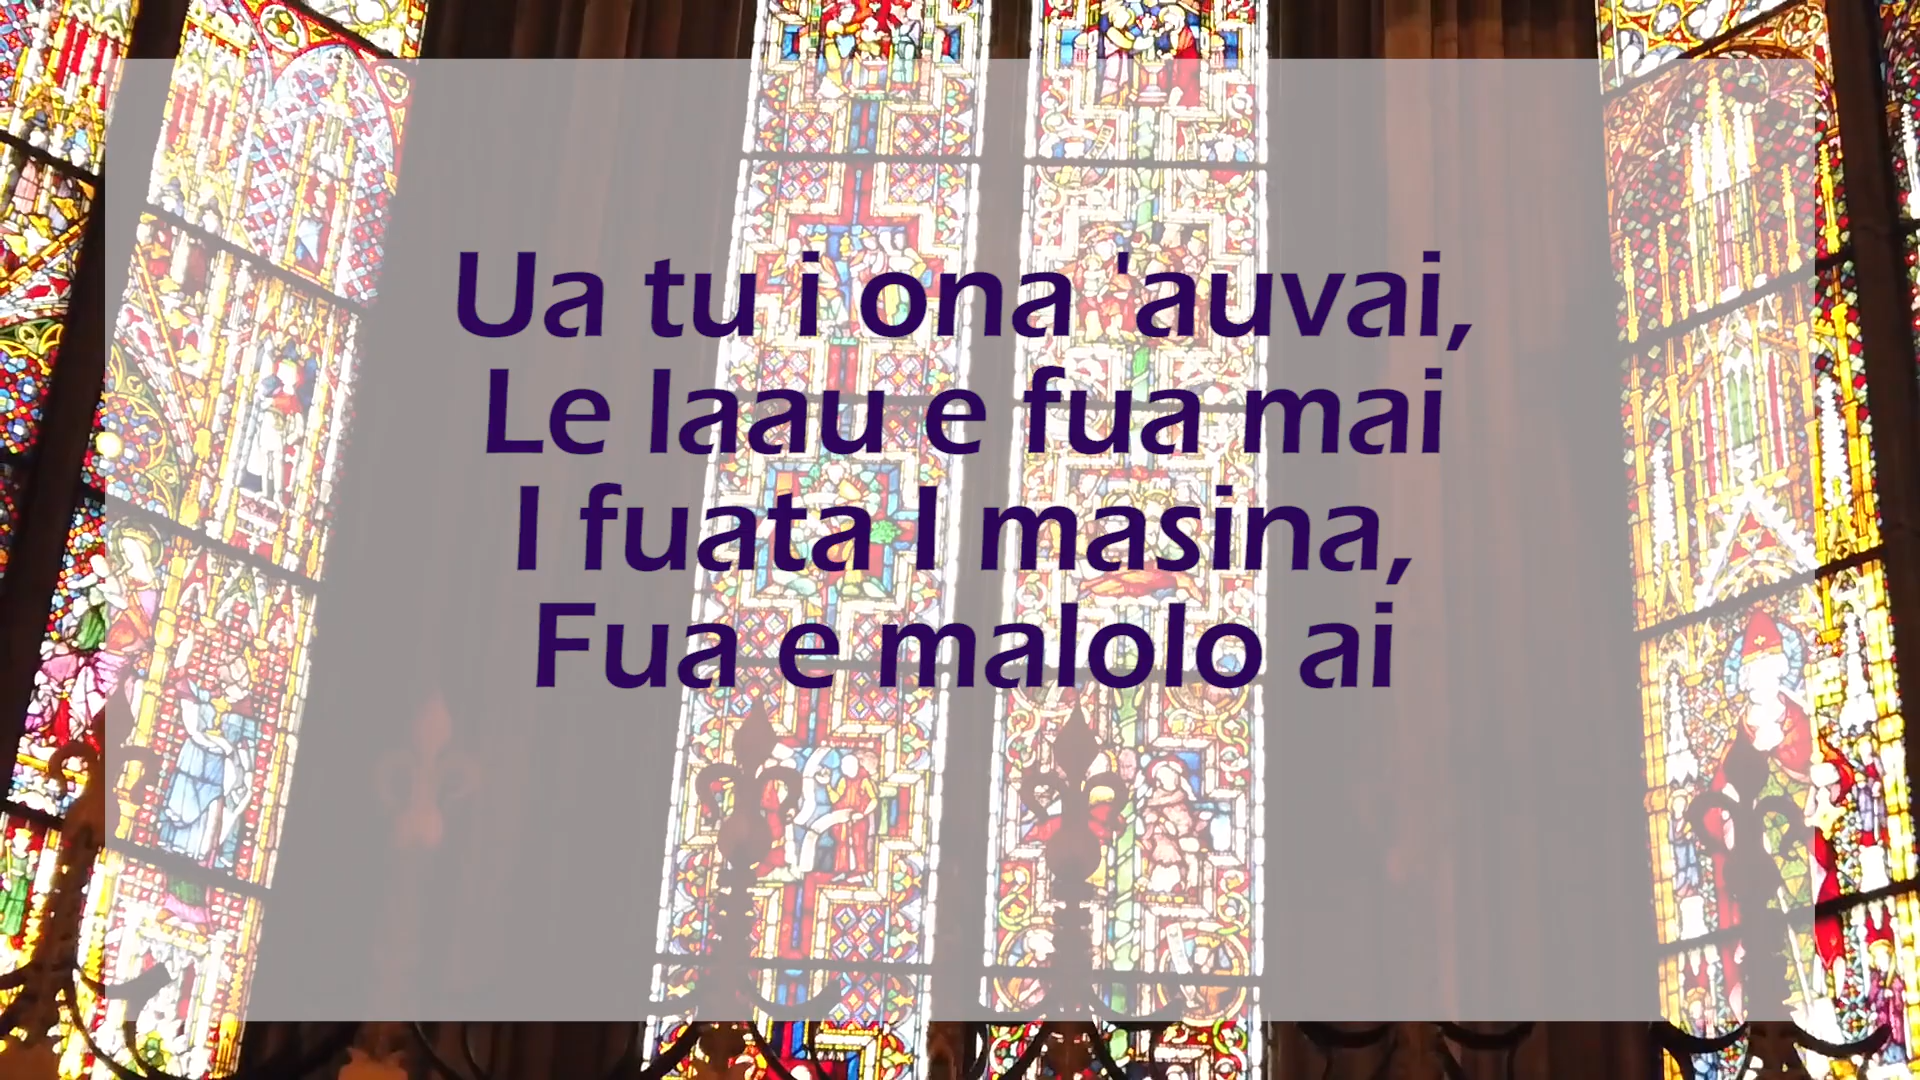 Ua tu i ona 'auvai,
Le laau e fua mai
I fuata I masina,
Fua e malolo ai